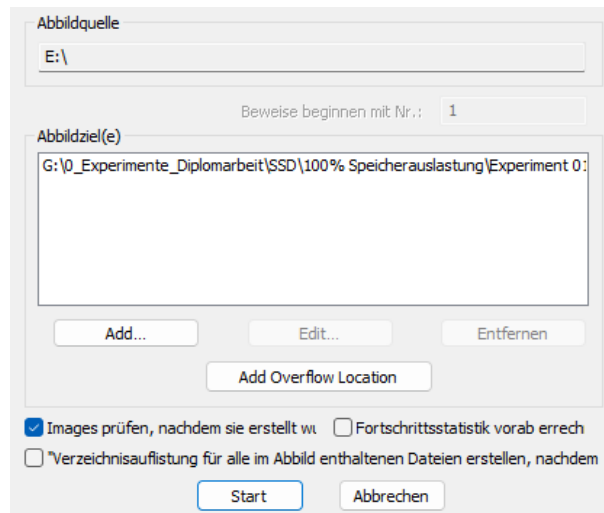 Abbildquelle
E:\
Beweise beginnen mit Nr.: 1
Abbildziel(e)
G:\0_Experimente_Diplomarbeit\SSD\100% Speicherauslastung\Experiment 01
Add... Edit... Entfernen
Add Overflow Location
Images prüfen, nachdem sie erstellt wu Fortschrittsstatistik vorab errech
"Verzeichnisauflistung für alle im Abbild enthaltenen Dateien erstellen, nachdem
Start Abbrechen